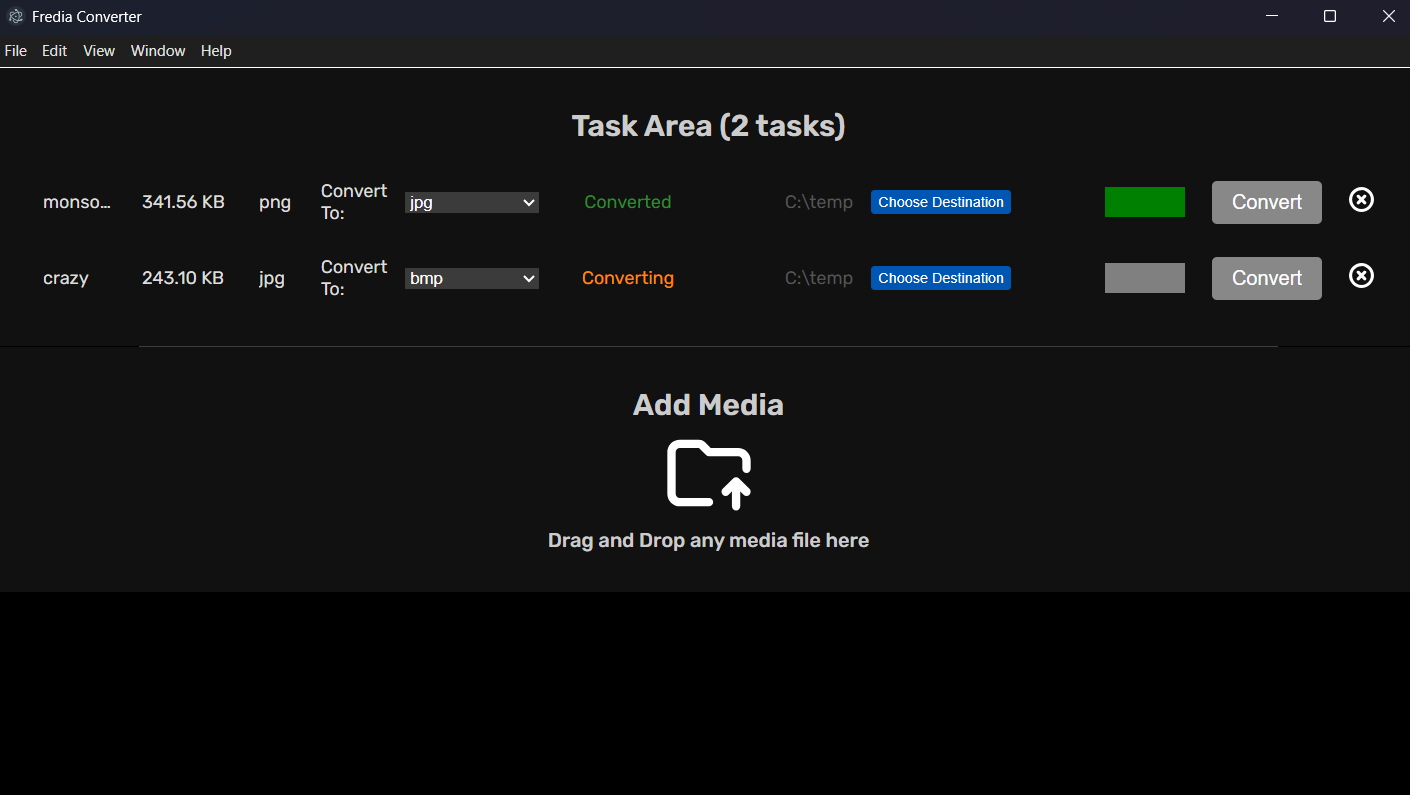 Fredia Converter
File Edit View Window Help
Task Area (2 tasks)
monso... 341.56 KB png Convert To: jpg Converted C:\temp Choose Destination Convert
crazy 243.10 KB jpg Convert To: bmp Converting C:\temp Choose Destination Convert
Add Media
Drag and Drop any media file here